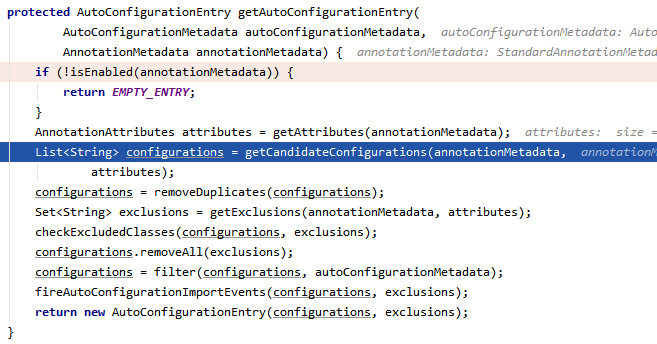 protected AutoConfigurationEntry getAutoConfigurationEntry(
AutoConfigurationMetadata autoConfigurationMetadata, autoConfigurationMetadata: Auto
AnnotationMetadata annotationMetadata) { annotationMetadata: StandardAnnotationMetad
if (!isEnabled(annotationMetadata)) {
return EMPTY_ENTRY;
}
AnnotationAttributes attributes = getAttributes(annotationMetadata); attributes: size =
List<String> configurations = getCandidateConfigurations(annotationMetadata, annotationM
attributes);
configurations = removeDuplicates(configurations);
Set<String> exclusions = getExclusions(annotationMetadata, attributes);
checkExcludedClasses(configurations, exclusions);
configurations.removeAll(exclusions);
configurations = filter(configurations, autoConfigurationMetadata);
fireAutoConfigurationImportEvents(configurations, exclusions);
return new AutoConfigurationEntry(configurations, exclusions);
}